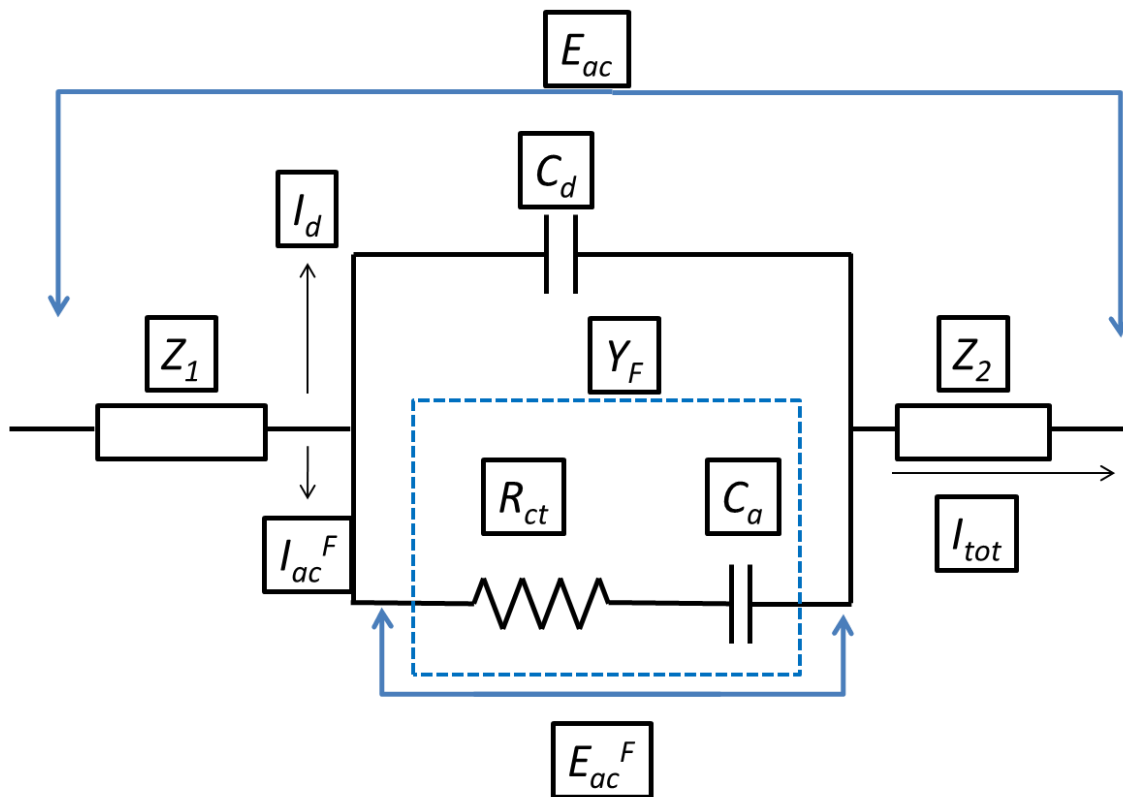 E_ac
C_d
I_d
Z_1
Y_F
Z_2
R_ct
C_a
I_ac^F
I_tot
E_ac^F